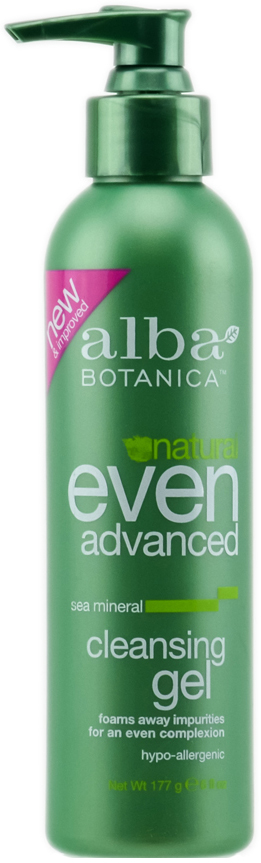 new
& improved
alba
BOTANICA™
natural
even
advanced
sea mineral
cleansing
gel
foams away impurities
for an even complexion
hypo-allergenic
Net Wt 177 g